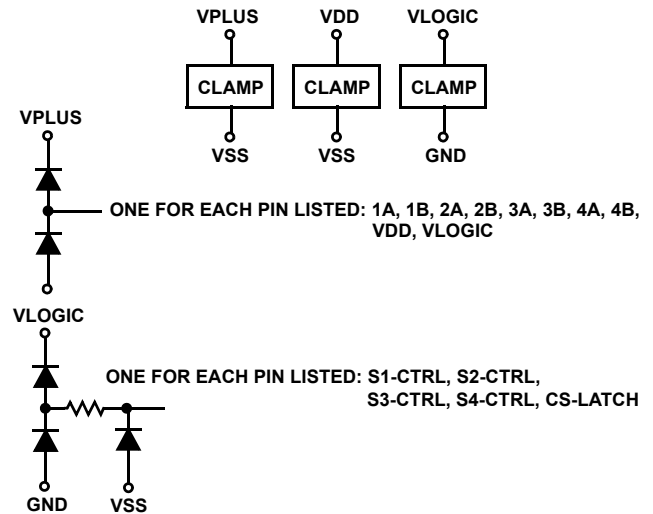 VPLUS VDD VLOGIC
CLAMP CLAMP CLAMP
VSS VSS GND
VPLUS
ONE FOR EACH PIN LISTED: 1A, 1B, 2A, 2B, 3A, 3B, 4A, 4B,
VDD, VLOGIC
VLOGIC
ONE FOR EACH PIN LISTED: S1-CTRL, S2-CTRL,
S3-CTRL, S4-CTRL, CS-LATCH
GND VSS